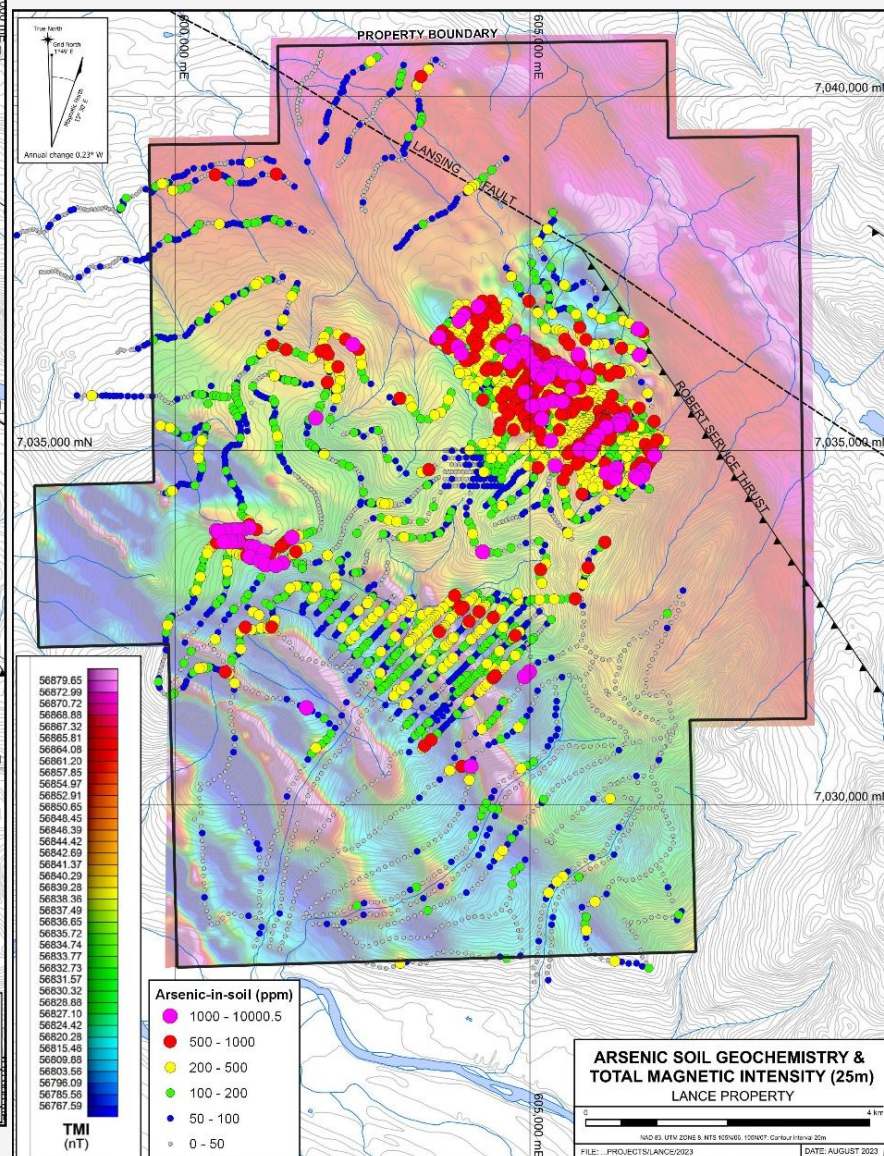 True North
Grid North
1°49' E
Annual change 0.23° W
600,000 mE
PROPERTY BOUNDARY
605,000 mE
7,040,000 mN
LANSING FAULT
7,035,000 mN
7,035,000 mN
ROBERT SERVICE THRUST
7,030,000 mN
56879.65
56872.99
56870.72
56868.88
56867.32
56865.81
56864.08
56861.20
56857.85
56854.97
56852.91
56850.65
56848.45
56846.39
56844.42
56842.69
56841.37
56840.29
56839.28
56838.36
56837.49
56836.65
56835.72
56834.74
56833.77
56832.73
56831.57
56830.32
56828.88
56827.10
56824.42
56820.28
56815.46
56809.88
56803.56
56796.09
56785.56
56767.59
TMI
(nT)
Arsenic-in-soil (ppm)
1000 - 10000.5
500 - 1000
200 - 500
100 - 200
50 - 100
0 - 50
605,000 mE
ARSENIC SOIL GEOCHEMISTRY &
TOTAL MAGNETIC INTENSITY (25m)
LANCE PROPERTY
0 4 km
FILE: ...PROJECTS/LANCE/2023 DATE: AUGUST 2023